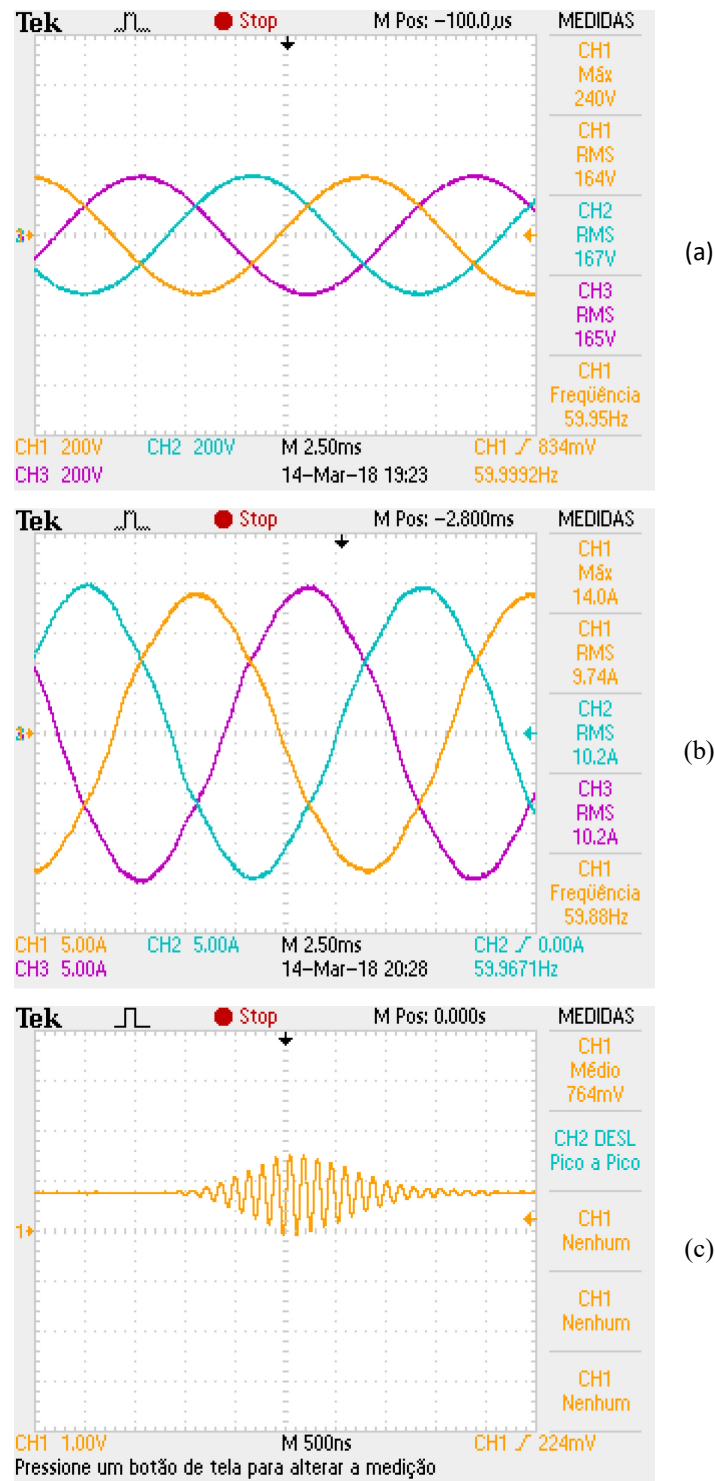 Tek Stop M Pos: -100.0us MEDIDAS
CH1
Máx
240V
CH1
RMS
164V
CH2
RMS
167V
(a)
CH3
RMS
165V
CH1
Freqüência
59.95Hz
3
CH1 200V CH2 200V M 2.50ms CH1 834mV
CH3 200V 14-Mar-18 19:23 59.9992Hz
Tek Stop M Pos: -2.800ms MEDIDAS
CH1
Máx
14.0A
CH1
RMS
9.74A
CH2
RMS
10.2A
(b)
CH3
RMS
10.2A
CH1
Freqüência
59.88Hz
3
CH1 5.00A CH2 5.00A M 2.50ms CH2 0.00A
CH3 5.00A 14-Mar-18 20:28 59.9671Hz
Tek Stop M Pos: 0.000s MEDIDAS
CH1
Médio
764mV
CH2 DESL
Pico a Pico
1
CH1
Nenhum
(c)
CH1
Nenhum
CH1
Nenhum
CH1 1.00V M 500ns CH1 224mV
Pressione um botão de tela para alterar a medição